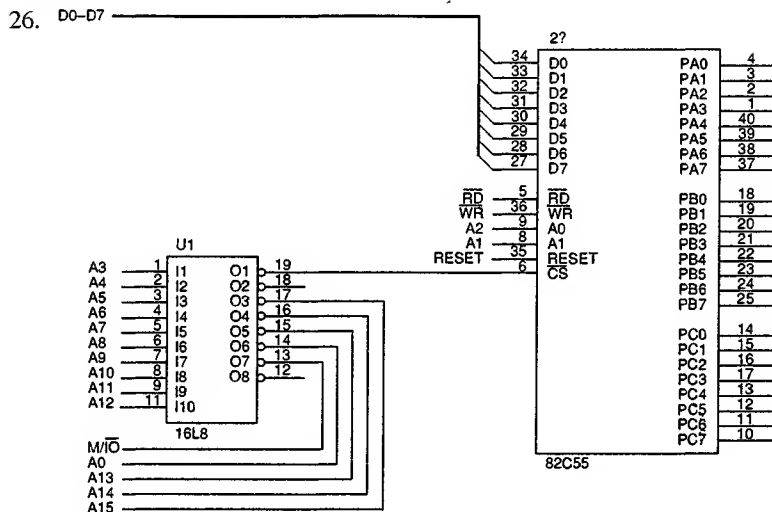 26. D0–D7
2?
34 D0 PA0 4
33 D1 PA1 3
32 D2 PA2 2
31 D3 PA3 1
30 D4 PA4 40
29 D5 PA5 39
28 D6 PA6 38
27 D7 PA7 37
RD 5 RD PB0 18
WR 36 WR PB1 19
A2 9 A0 PB2 20
A1 8 A1 PB3 21
RESET 35 RESET PB4 22
6 CS PB5 23
PB6 24
PB7 25
PC0 14
PC1 15
PC2 16
PC3 17
PC4 13
PC5 12
PC6 11
PC7 10
82C55
U1
A3 1 I1 O1 19
A4 2 I2 O2 18
A5 3 I3 O3 17
A6 4 I4 O4 16
A7 5 I5 O5 15
A8 6 I6 O6 14
A9 7 I7 O7 13
A10 8 I8 O8 12
A11 9 I9
A12 11 I10
16L8
M/IO
A0
A13
A14
A15